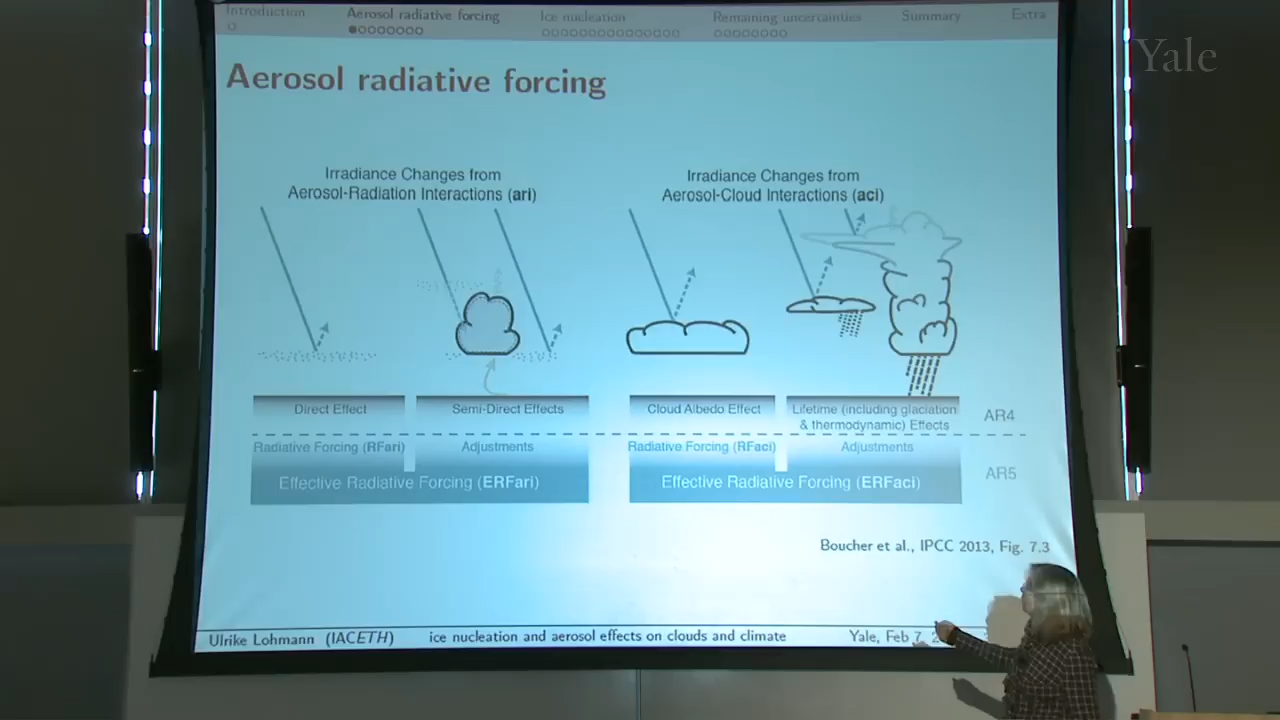 Introduction Aerosol radiative forcing Ice nucleation Remaining uncertainties Summary Extra
Yale
Aerosol radiative forcing
Irradiance Changes from
Aerosol-Radiation Interactions (ari)
Irradiance Changes from
Aerosol-Cloud Interactions (aci)
Direct Effect
Semi-Direct Effects
Cloud Albedo Effect
Lifetime (including glaciation
& thermodynamic) Effects
AR4
Radiative Forcing (RFari)
Adjustments
Radiative Forcing (RFaci)
Adjustments
Effective Radiative Forcing (ERFari)
Effective Radiative Forcing (ERFaci)
AR5
Boucher et al., IPCC 2013, Fig. 7.3
Ulrike Lohmann (IACETH) ice nucleation and aerosol effects on clouds and climate Yale, Feb 7,